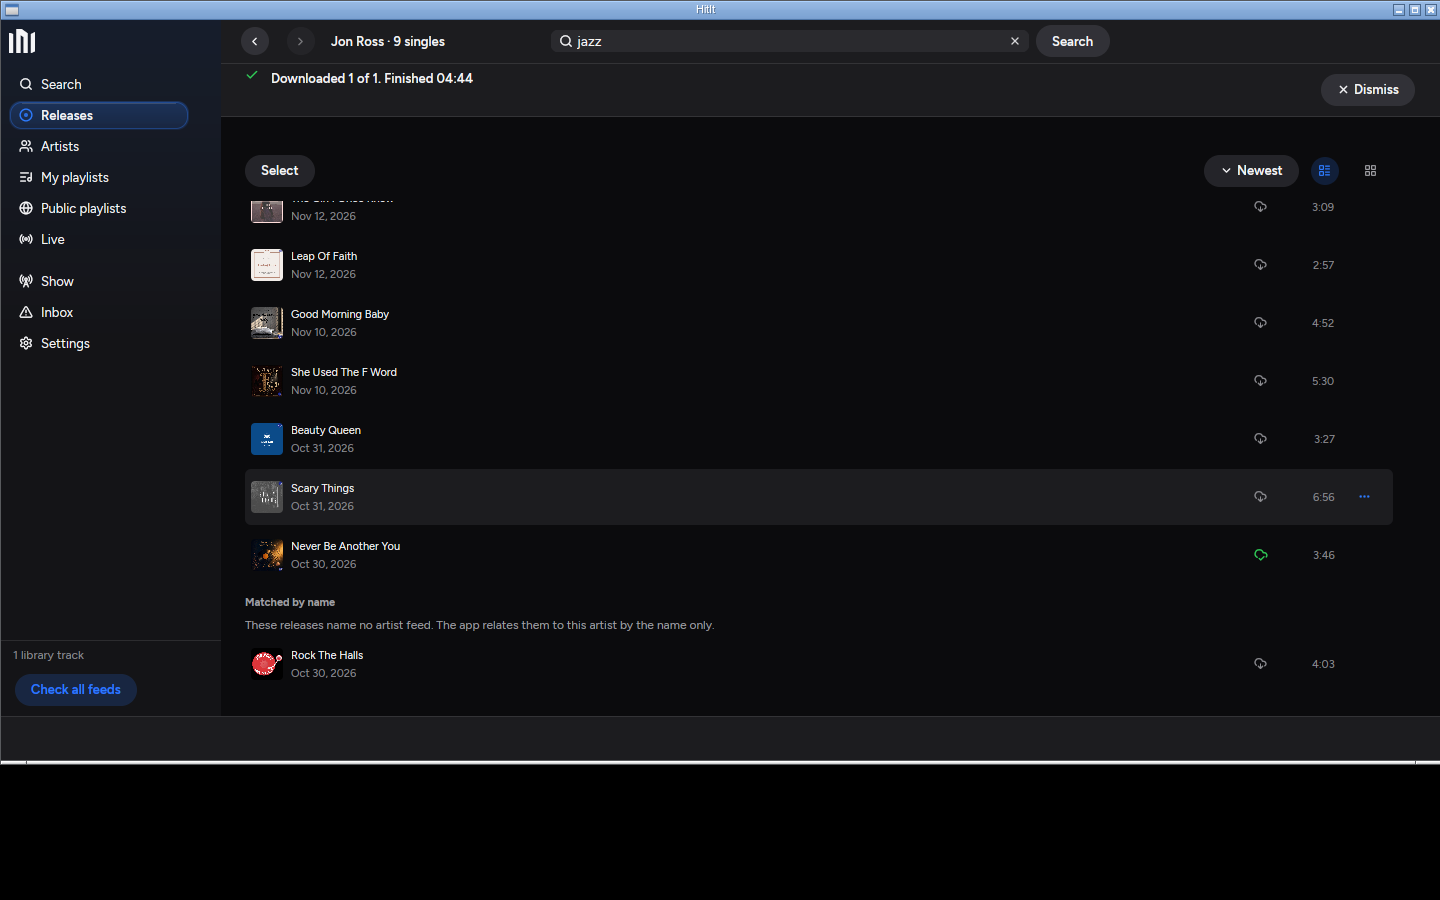 HitIt
Jon Ross · 9 singles
jazz
Search
Downloaded 1 of 1. Finished 04:44
Dismiss
Search
Releases
Artists
My playlists
Public playlists
Live
Show
Inbox
Settings
1 library track
Check all feeds
Select
Newest
Nov 12, 2026
3:09
Leap Of Faith
Nov 12, 2026
2:57
Good Morning Baby
Nov 10, 2026
4:52
She Used The F Word
Nov 10, 2026
5:30
Beauty Queen
Oct 31, 2026
3:27
Scary Things
Oct 31, 2026
6:56
Never Be Another You
Oct 30, 2026
3:46
Matched by name
These releases name no artist feed. The app relates them to this artist by the name only.
Rock The Halls
Oct 30, 2026
4:03